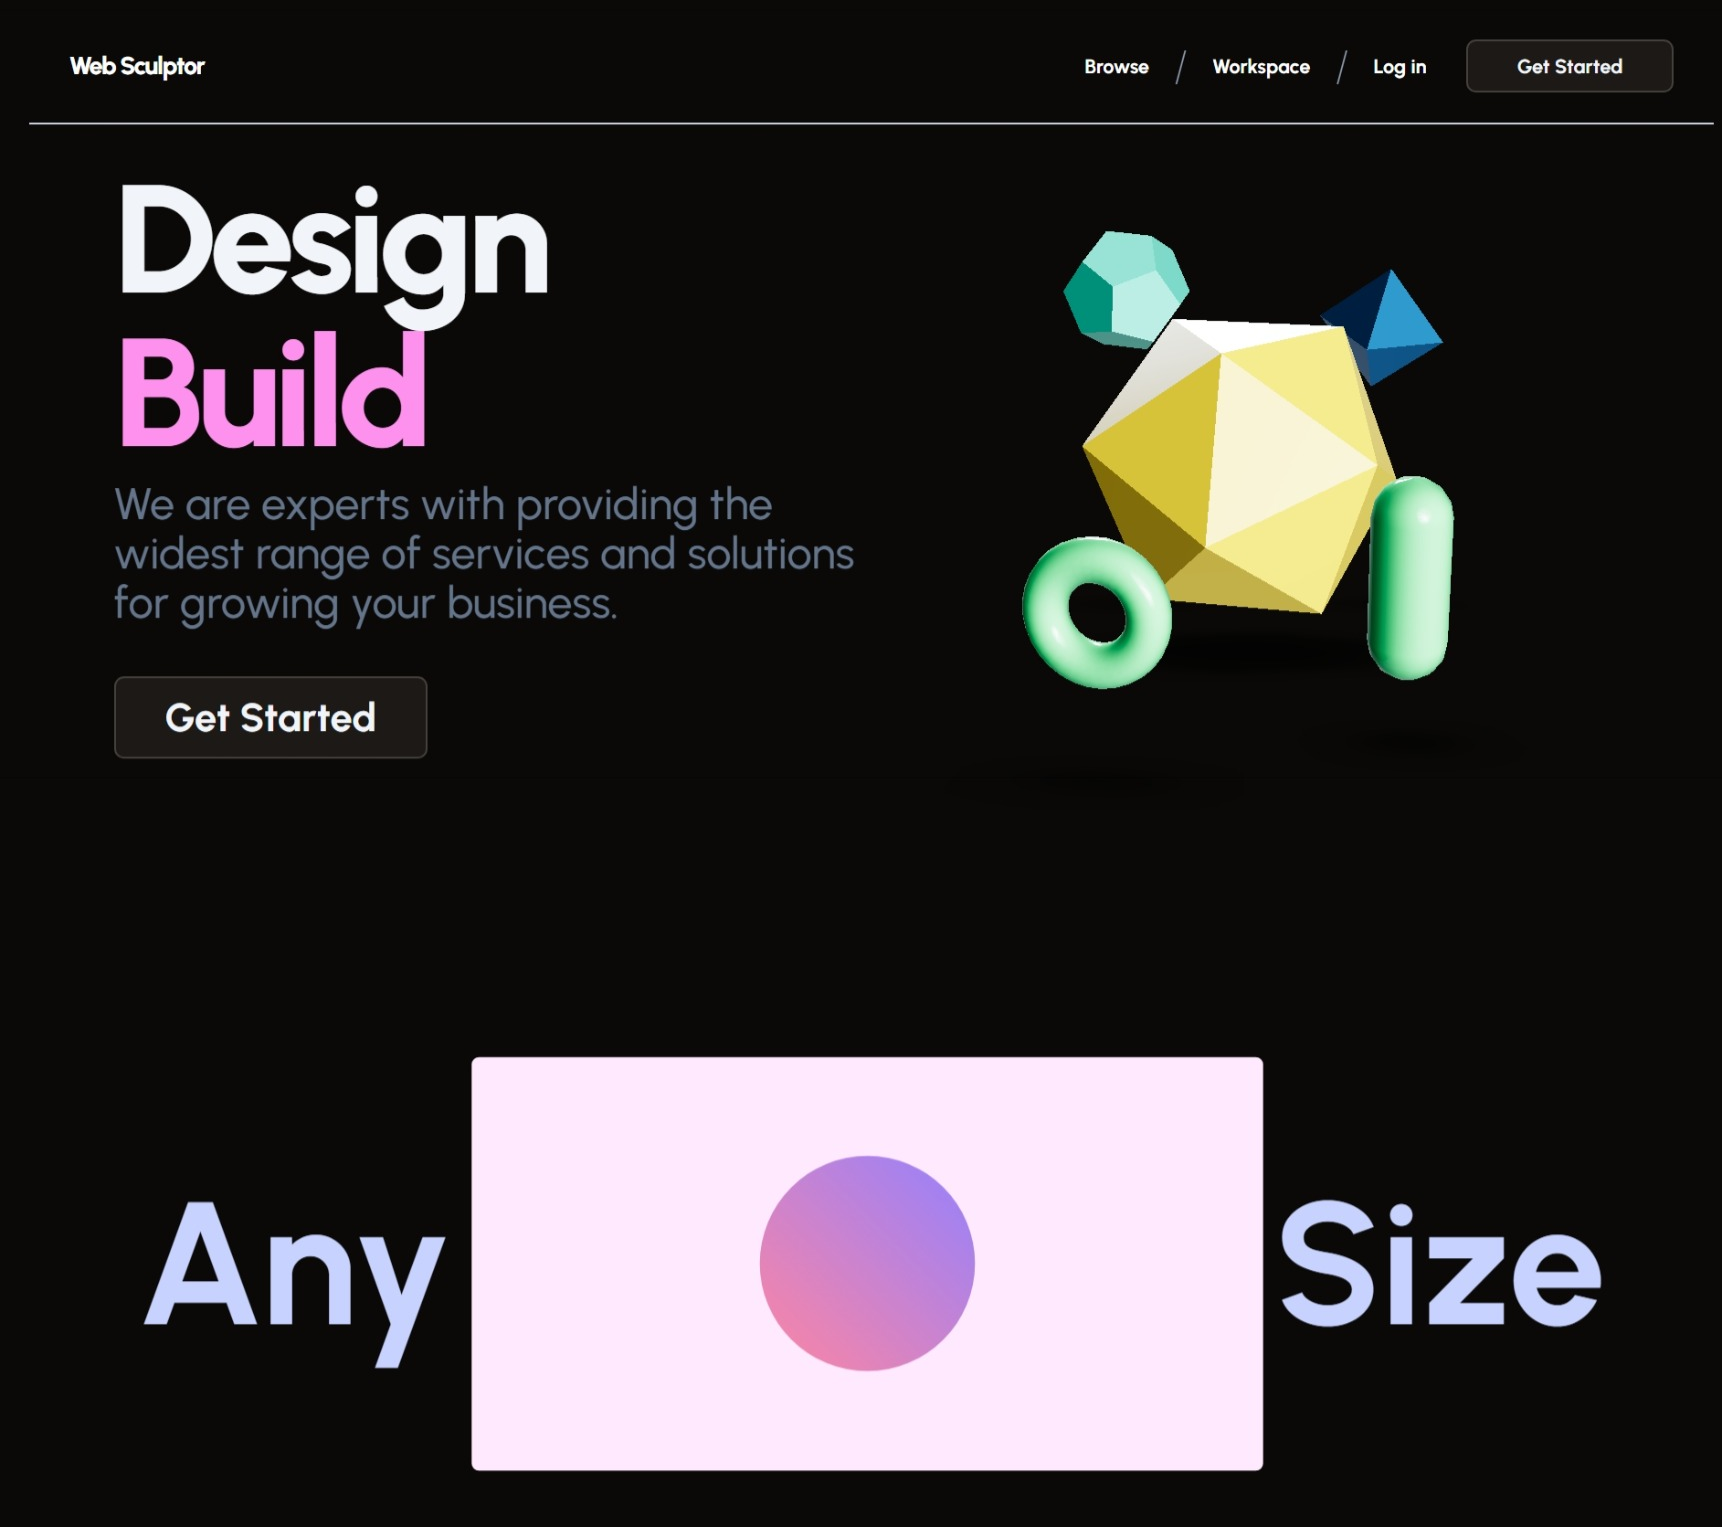 Web Sculptor
Browse / Workspace / Log in Get Started
Design
Build
We are experts with providing the
widest range of services and solutions
for growing your business.
Get Started
Any Size